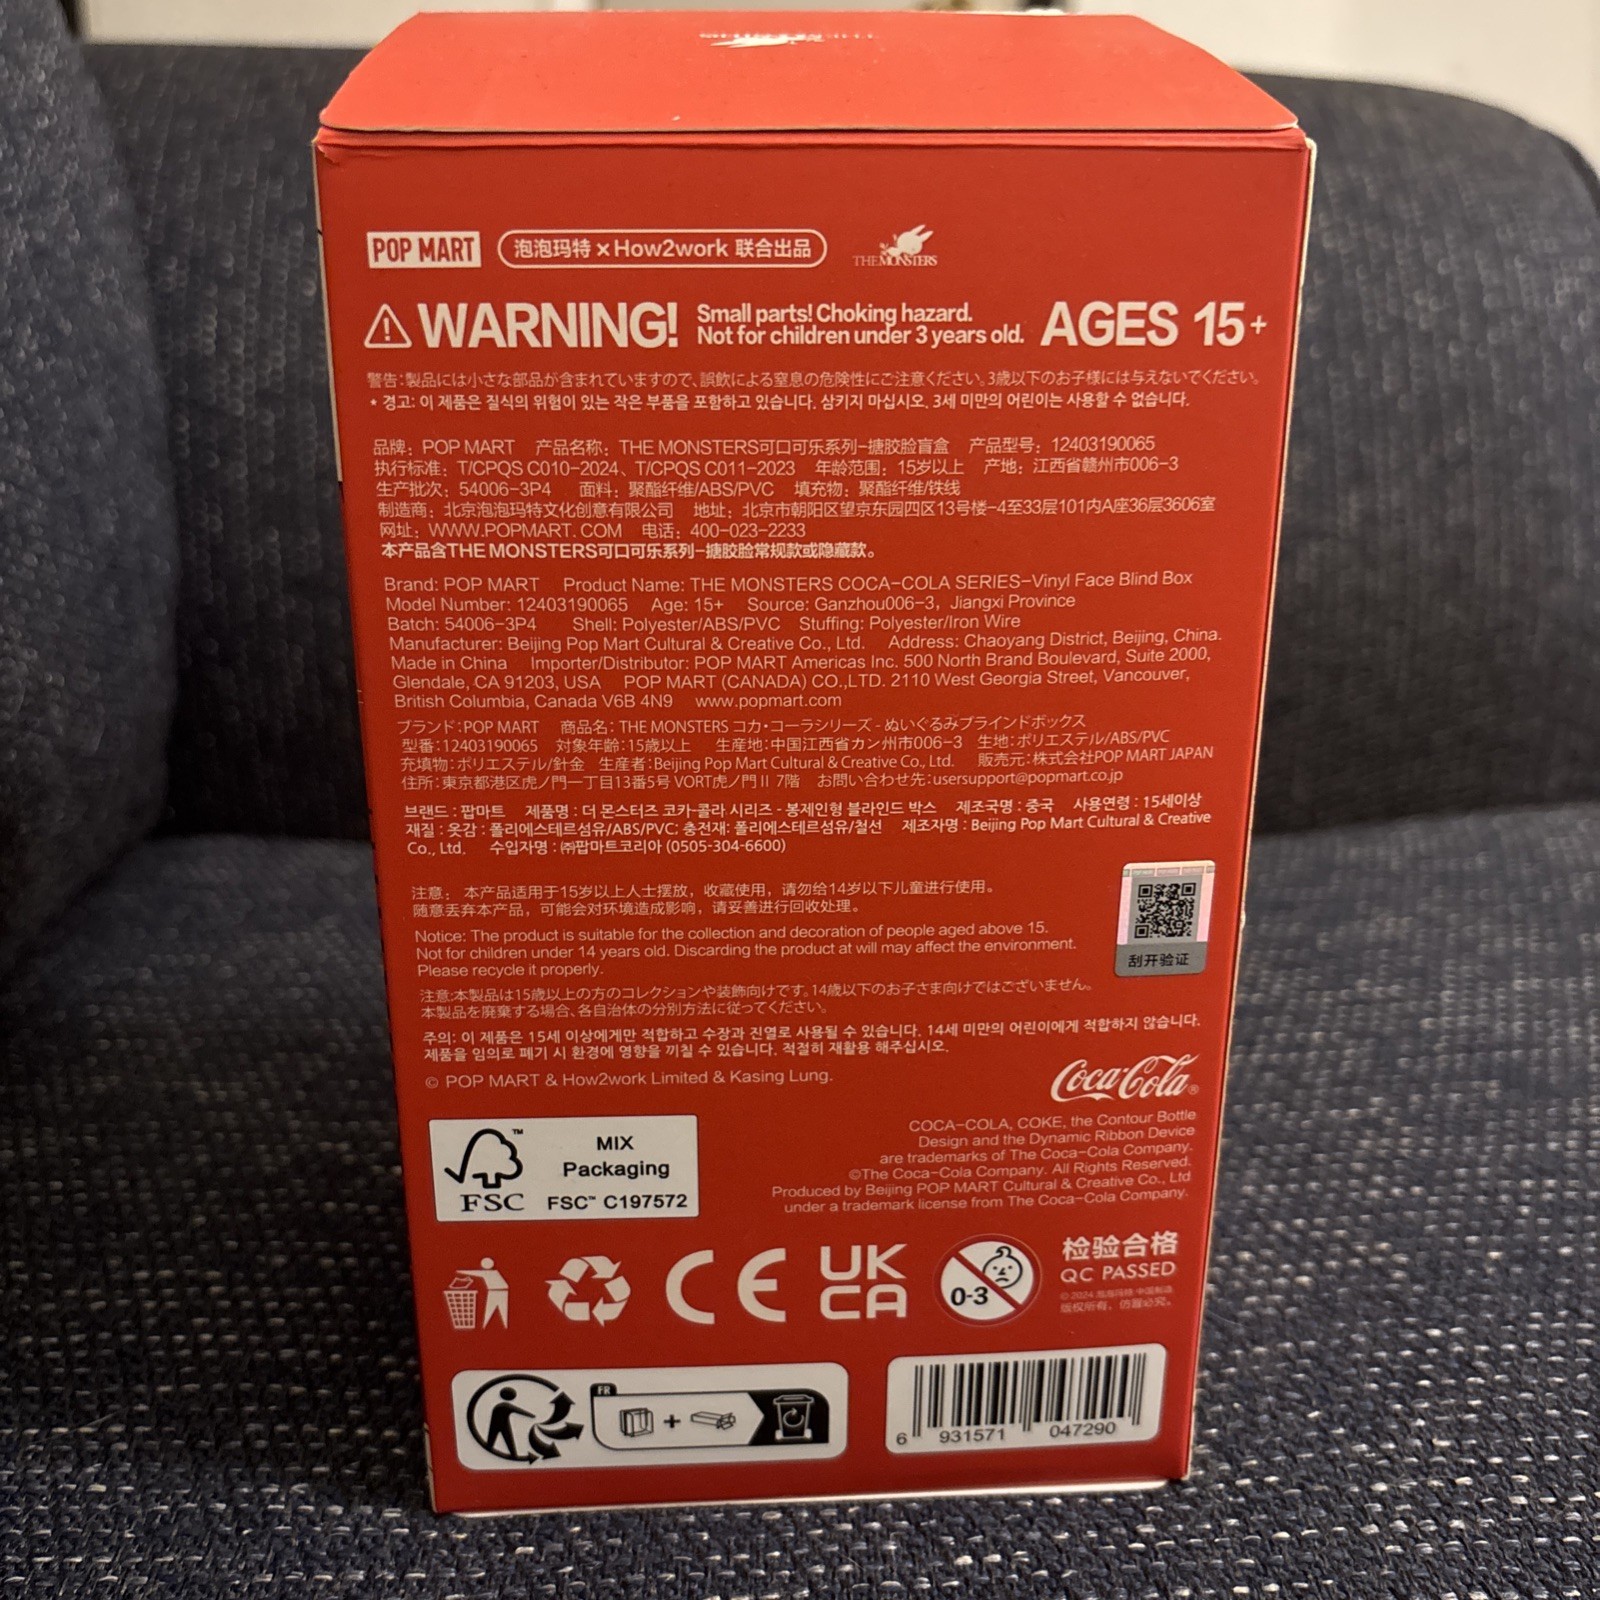 POP MART 泡泡玛特×How2work 联合出品 THE MONSTERS
WARNING! Small parts! Choking hazard. Not for children under 3 years old. AGES 15+
警告:製品には小さな部品が含まれていますので、誤飲による窒息の危険性にご注意ください。3歳以下のお子様には与えないでください。
* 경고: 이 제품은 질식의 위험이 있는 작은 부품을 포함하고 있습니다. 삼키지 마십시오. 3세 미만의 어린이는 사용할 수 없습니다.
品牌：POP MART 产品名称：THE MONSTERS可口可乐系列-搪胶脸盲盒 产品型号：12403190065
执行标准：T/CPQS C010-2024、T/CPQS C011-2023 年龄范围：15岁以上 产地：江西省赣州市006-3
生产批次：54006-3P4 面料：聚酯纤维/ABS/PVC 填充物：聚酯纤维/铁线
制造商：北京泡泡玛特文化创意有限公司 地址：北京市朝阳区望京东园四区13号楼-4至33层101内A座36层3606室
网址：WWW.POPMART.COM 电话：400-023-2233
本产品含THE MONSTERS可口可乐系列-搪胶脸常规款或隐藏款。
Brand: POP MART Product Name: THE MONSTERS COCA-COLA SERIES-Vinyl Face Blind Box
Model Number: 12403190065 Age: 15+ Source: Ganzhou006-3, Jiangxi Province
Batch: 54006-3P4 Shell: Polyester/ABS/PVC Stuffing: Polyester/Iron Wire
Manufacturer: Beijing Pop Mart Cultural & Creative Co., Ltd. Address: Chaoyang District, Beijing, China.
Made in China Importer/Distributor: POP MART Americas Inc. 500 North Brand Boulevard, Suite 2000,
Glendale, CA 91203, USA POP MART (CANADA) CO.,LTD. 2110 West Georgia Street, Vancouver,
British Columbia, Canada V6B 4N9 www.popmart.com
ブランド:POP MART 商品名: THE MONSTERS コカ・コーラシリーズ - ぬいぐるみブラインドボックス
型番:12403190065 対象年齢:15歳以上 生産地:中国江西省カン州市006-3 生地:ポリエステル/ABS/PVC
充填物:ポリエステル/針金 生産者:Beijing Pop Mart Cultural & Creative Co., Ltd. 販売元:株式会社POP MART JAPAN
住所:東京都港区虎ノ門一丁目13番5号 VORT虎ノ門Ⅱ 7階 お問い合わせ先:usersupport@popmart.co.jp
브랜드 : 팝마트 제품명 : 더 몬스터즈 코카-콜라 시리즈 - 봉제인형 블라인드 박스 제조국명 : 중국 사용연령 : 15세이상
재질 : 옷감 : 폴리에스테르섬유/ABS/PVC; 충전재: 폴리에스테르섬유/철선 제조자명 : Beijing Pop Mart Cultural & Creative
Co., Ltd. 수입자명 : ㈜팝마트코리아 (0505-304-6600)
注意：本产品适用于15岁以上人士摆放，收藏使用，请勿给14岁以下儿童进行使用。
随意丢弃本产品，可能会对环境造成影响，请妥善进行回收处理。
刮开验证
Notice: The product is suitable for the collection and decoration of people aged above 15.
Not for children under 14 years old. Discarding the product at will may affect the environment.
Please recycle it properly.
注意:本製品は15歳以上の方のコレクションや装飾向けです。14歳以下のお子さま向けではございません。
本製品を廃棄する場合、各自治体の分別方法に従ってください。
주의: 이 제품은 15세 이상에게만 적합하고 수장과 진열로 사용될 수 있습니다. 14세 미만의 어린이에게 적합하지 않습니다.
제품을 임의로 폐기 시 환경에 영향을 끼칠 수 있습니다. 적절히 재활용 해주십시오.
© POP MART & How2work Limited & Kasing Lung.
Coca-Cola®
COCA-COLA, COKE, the Contour Bottle
Design and the Dynamic Ribbon Device
are trademarks of The Coca-Cola Company.
©The Coca-Cola Company. All Rights Reserved.
Produced by Beijing POP MART Cultural & Creative Co., Ltd
under a trademark license from The Coca-Cola Company.
FSC™
MIX
Packaging
FSC™ C197572
CE UK CA 0-3
检验合格
QC PASSED
©2024 泡泡玛特 中国制造
版权所有，仿冒必究。
FR
6 931571 047290